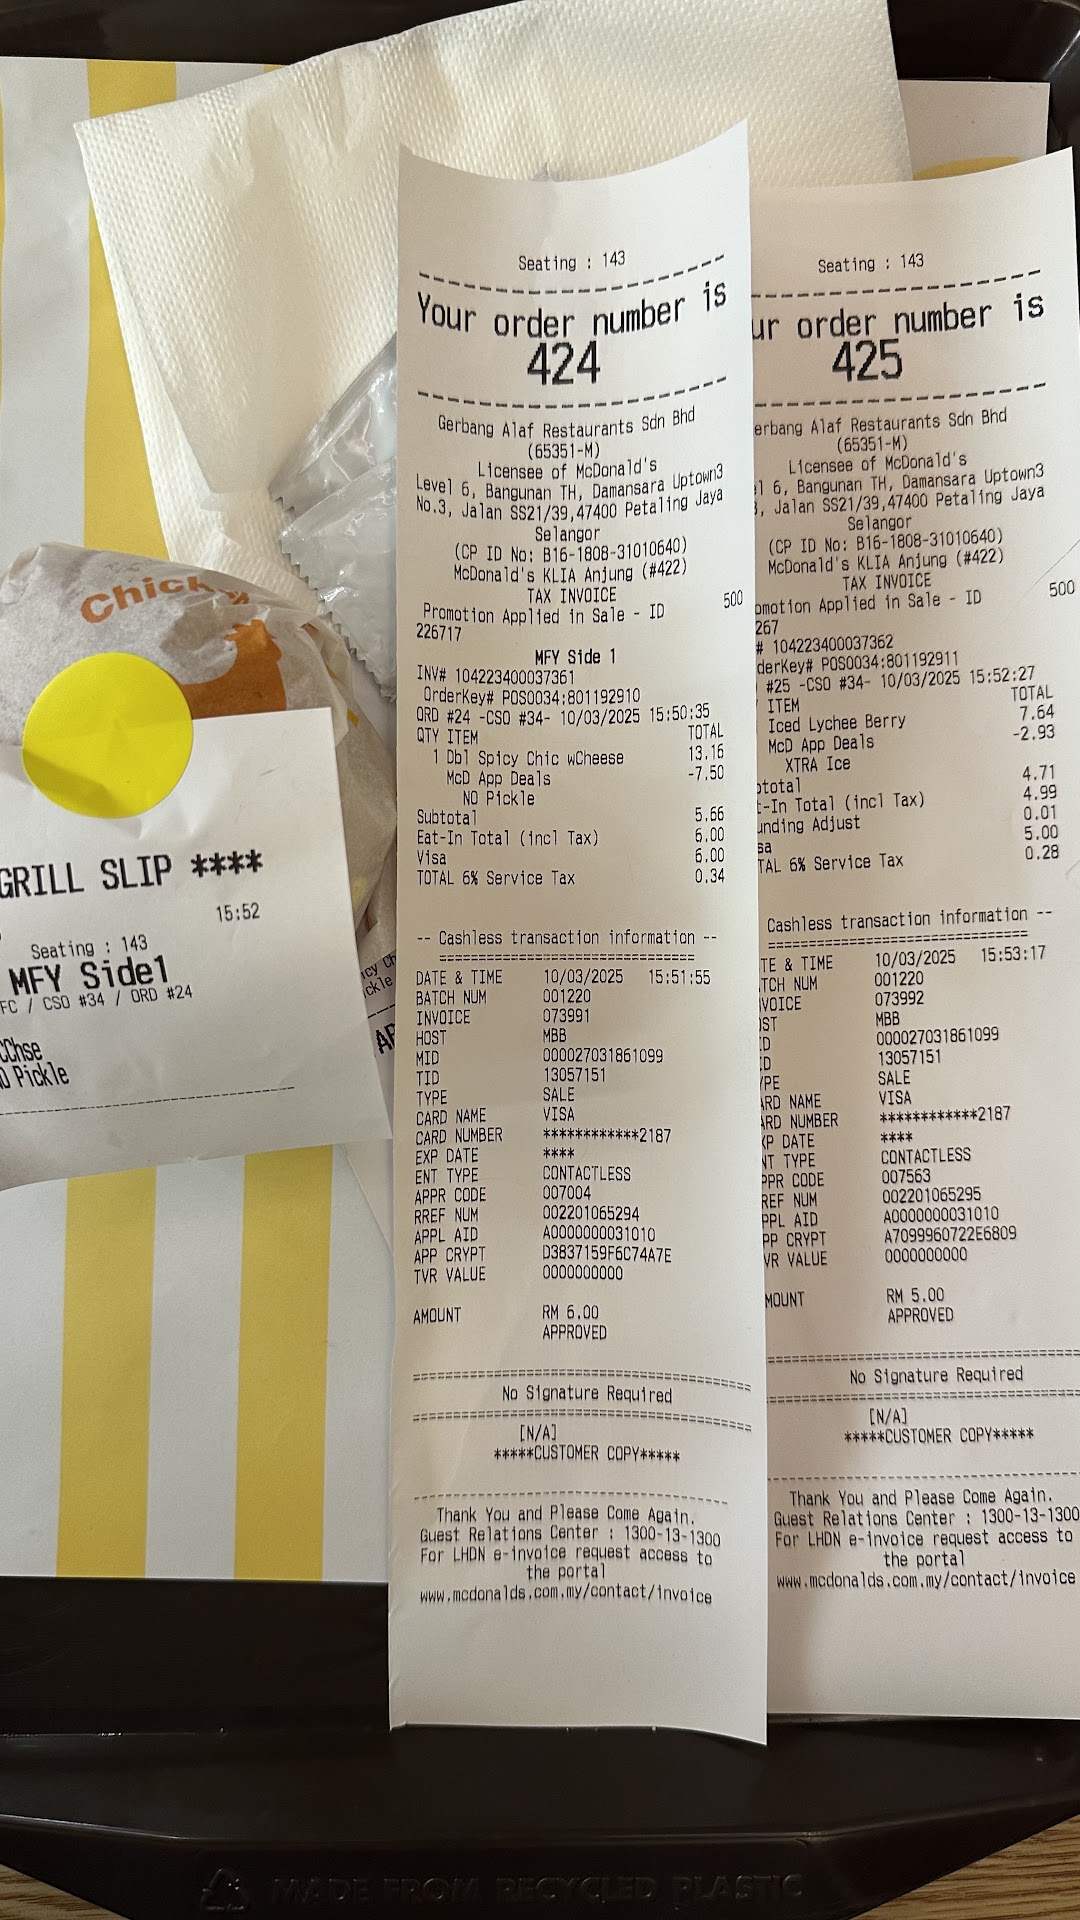 Chick
GRILL SLIP ****
15:52
Seating : 143
MFY Side1
FC / CSO #34 / ORD #24
CChse
Pickle
Seating : 143
Your order number is
424
Gerbang Alaf Restaurants Sdn Bhd
(65351-M)
Licensee of McDonald's
Level 6, Bangunan TH, Damansara Uptown3
No.3, Jalan SS21/39,47400 Petaling Jaya
Selangor
(CP ID No: B16-1808-31010640)
McDonald's KLIA Anjung (#422)
TAX INVOICE
500
Promotion Applied in Sale - ID
226717
MFY Side 1
INV# 104223400037361
OrderKey# POS0034:801192910
ORD #24 -CSO #34- 10/03/2025 15:50:35
QTY ITEM TOTAL
1 Dbl Spicy Chic wCheese 13.16
McD App Deals -7.50
NO Pickle
Subtotal 5.66
Eat-In Total (incl Tax) 6.00
Visa 6.00
TOTAL 6% Service Tax 0.34
-- Cashless transaction information --
DATE & TIME 10/03/2025 15:51:55
BATCH NUM 001220
INVOICE 073991
HOST MBB
MID 000027031861099
TID 13057151
TYPE SALE
CARD NAME VISA
CARD NUMBER ************2187
EXP DATE ****
ENT TYPE CONTACTLESS
APPR CODE 007004
RREF NUM 002201065294
APPL AID A0000000031010
APP CRYPT D3837159F6C74A7E
TVR VALUE 0000000000
AMOUNT RM 6.00
APPROVED
No Signature Required
[N/A]
*****CUSTOMER COPY*****
Thank You and Please Come Again.
Guest Relations Center : 1300-13-1300
For LHDN e-invoice request access to
the portal
www.mcdonalds.com.my/contact/invoice
Seating : 143
ur order number is
425
erbang Alaf Restaurants Sdn Bhd
(65351-M)
Licensee of McDonald's
l 6, Bangunan TH, Damansara Uptown3
, Jalan SS21/39,47400 Petaling Jaya
Selangor
(CP ID No: B16-1808-31010640)
McDonald's KLIA Anjung (#422)
TAX INVOICE
500
omotion Applied in Sale - ID
267
# 104223400037362
derKey# POS0034:801192911
#25 -CSO #34- 10/03/2025 15:52:27
ITEM TOTAL
Iced Lychee Berry 7.64
McD App Deals -2.93
XTRA Ice
btotal 4.71
t-In Total (incl Tax) 4.99
unding Adjust 0.01
sa 5.00
TAL 6% Service Tax 0.28
Cashless transaction information --
TE & TIME 10/03/2025 15:53:17
TCH NUM 001220
VOICE 073992
ST MBB
D 000027031861099
D 13057151
PE SALE
ARD NAME VISA
ARD NUMBER ************2187
XP DATE ****
NT TYPE CONTACTLESS
PPR CODE 007563
REF NUM 002201065295
PPL AID A0000000031010
PP CRYPT A7099960722E6809
VR VALUE 0000000000
MOUNT RM 5.00
APPROVED
No Signature Required
[N/A]
*****CUSTOMER COPY*****
Thank You and Please Come Again.
Guest Relations Center : 1300-13-1300
For LHDN e-invoice request access to
the portal
www.mcdonalds.com.my/contact/invoice
MADE FROM RECYCLED PLASTIC